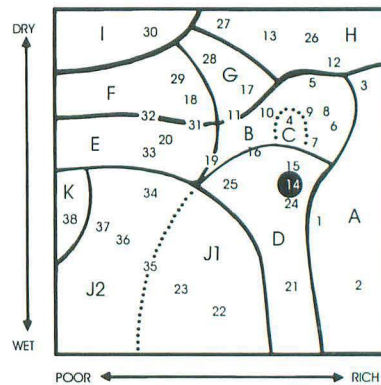 DRY
I 30 27 13 26 H
28 12
F 29 G 5 3
18 17
32 31 11 10 4 9 8
6
E 20 B C 7
33 19 16 15
K 34 25 14
24
38 37 1 A
36 D
35 J1
J2 23 21 2
22
WET
POOR RICH